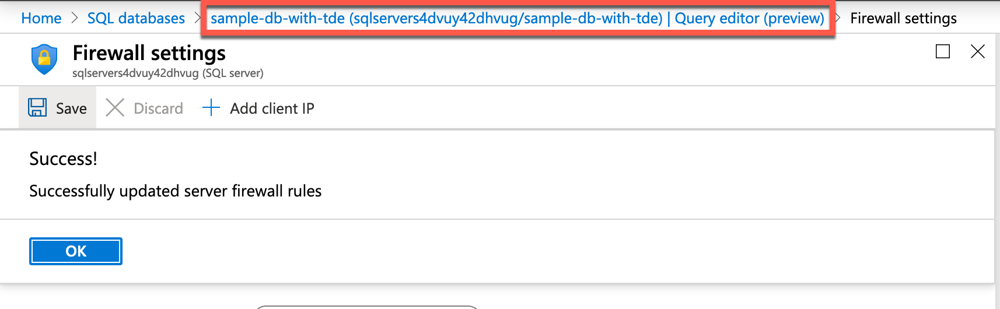 Home > SQL databases > sample-db-with-tde (sqlservers4dvuy42dhvug/sample-db-with-tde) | Query editor (preview) > Firewall settings
Firewall settings
sqlservers4dvuy42dhvug (SQL server)
Save Discard Add client IP
Success!
Successfully updated server firewall rules
OK